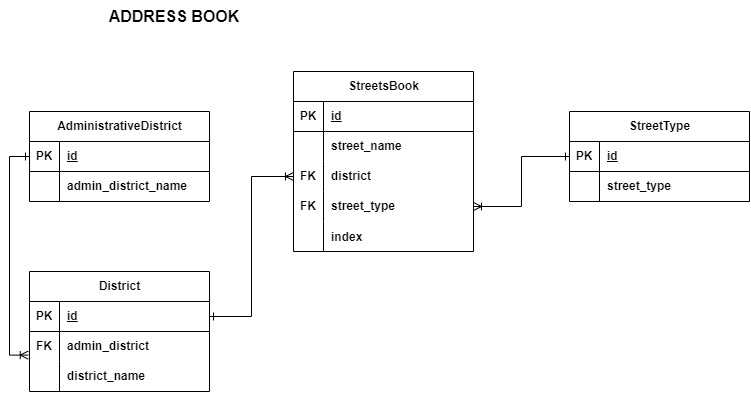 ADDRESS BOOK
StreetsBook
PK id
street_name
FK district
FK street_type
index
AdministrativeDistrict
PK id
admin_district_name
StreetType
PK id
street_type
District
PK id
FK admin_district
district_name